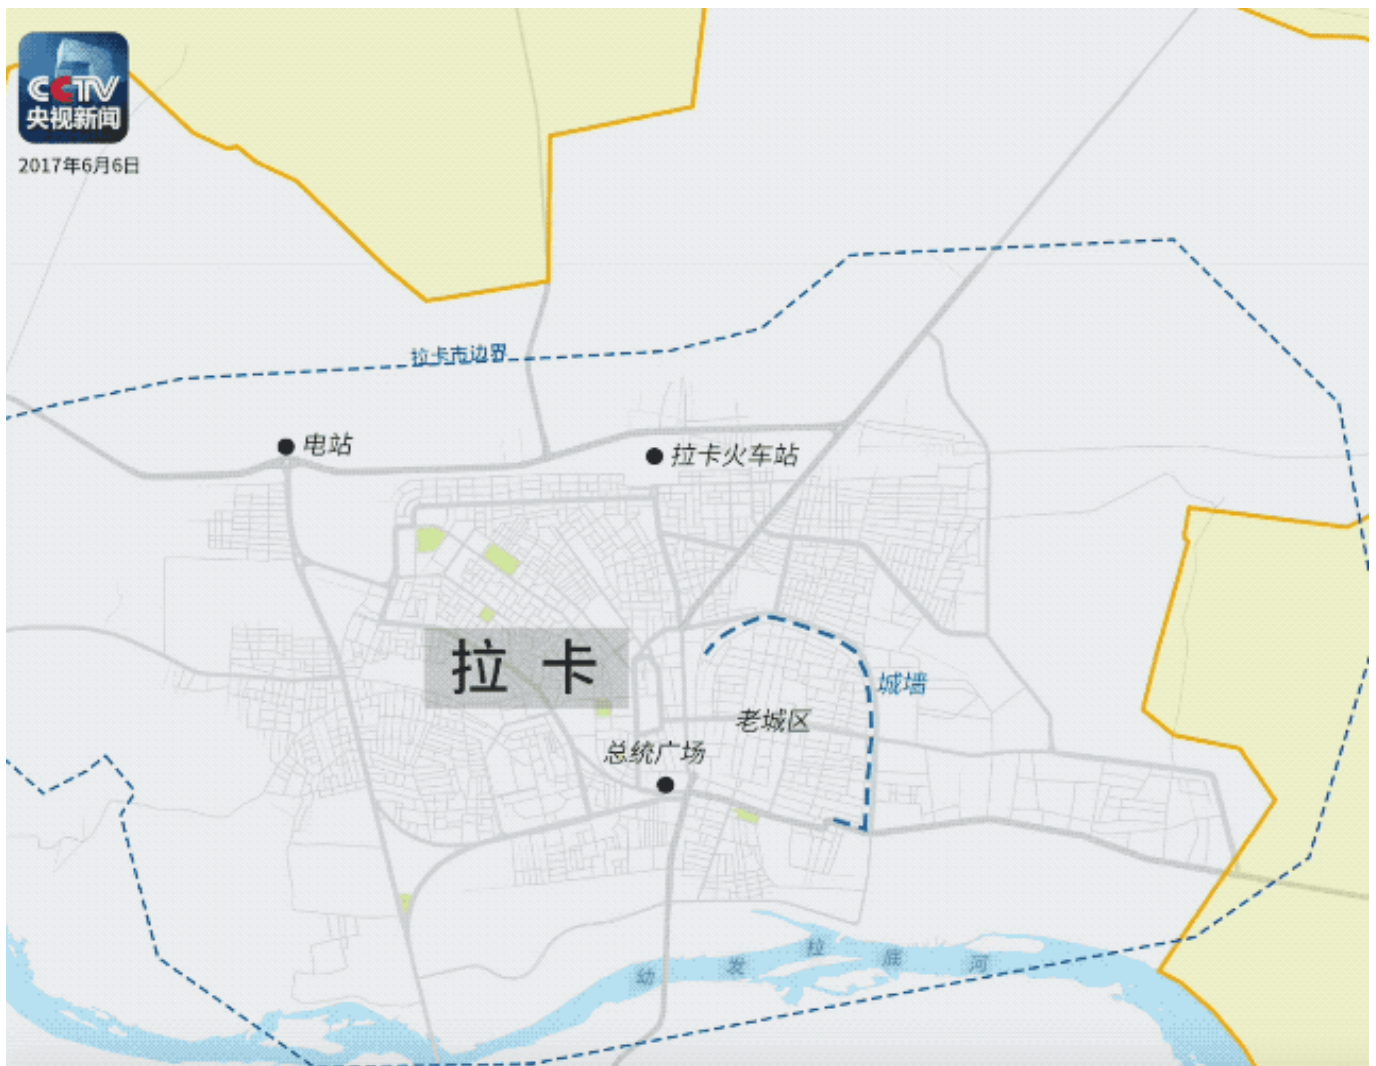 CCTV
央视新闻
2017年6月6日
拉卡市边界
电站
拉卡火车站
拉卡
城墙
老城区
总统广场
幼发拉底河